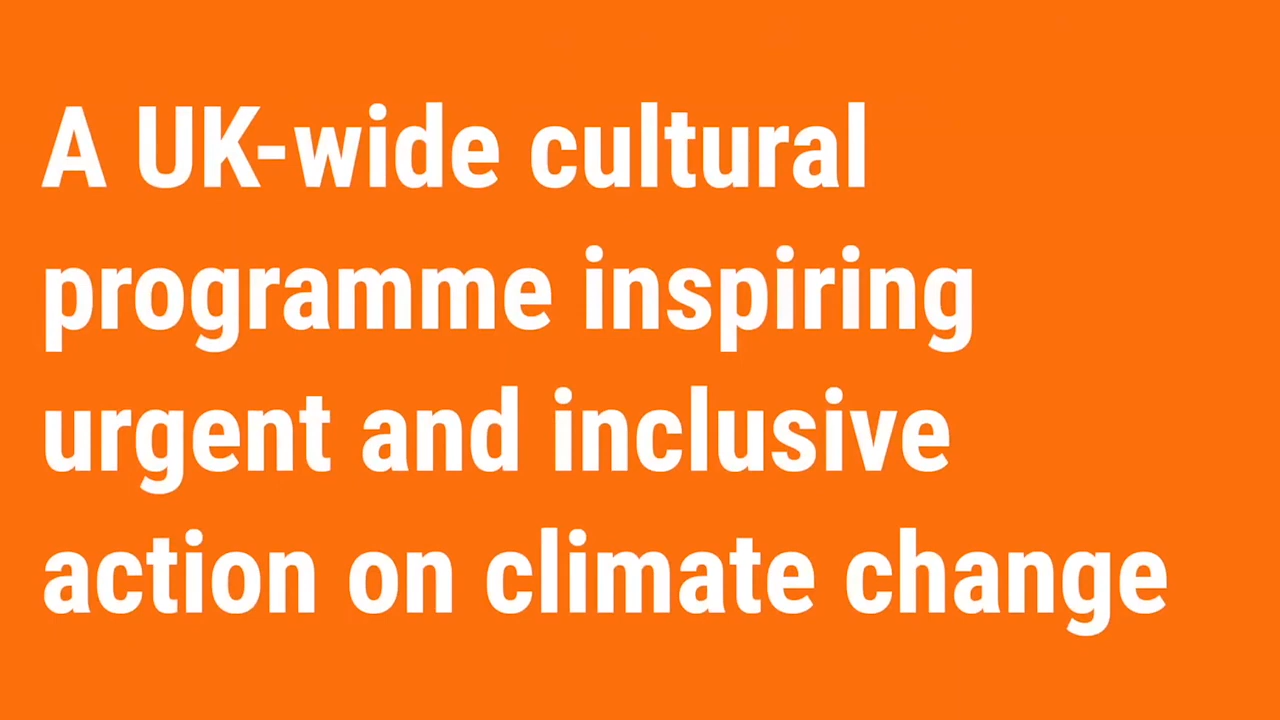 A UK-wide cultural
programme inspiring
urgent and inclusive
action on climate change